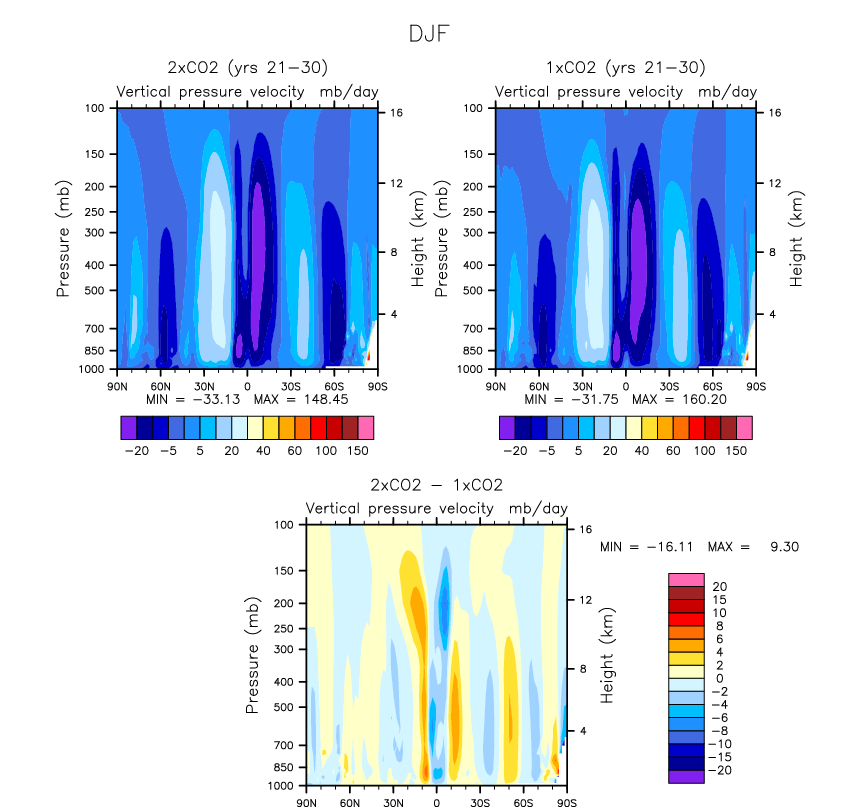 DJF
2xCO2 (yrs 21-30)
Vertical pressure velocity mb/day
Pressure (mb)
100
150
200
250
300
400
500
700
850
1000
16
12
8
4
Height (km)
90N 60N 30N 0 30S 60S 90S
MIN = -33.13 MAX = 148.45
-20 -5 5 20 40 60 100 150
1xCO2 (yrs 21-30)
Vertical pressure velocity mb/day
Pressure (mb)
100
150
200
250
300
400
500
700
850
1000
16
12
8
4
Height (km)
90N 60N 30N 0 30S 60S 90S
MIN = -31.75 MAX = 160.20
-20 -5 5 20 40 60 100 150
2xCO2 - 1xCO2
Vertical pressure velocity mb/day
Pressure (mb)
100
150
200
250
300
400
500
700
850
1000
16
12
8
4
Height (km)
90N 60N 30N 0 30S 60S 90S
MIN = -16.11 MAX = 9.30
20
15
10
8
6
4
2
0
-2
-4
-6
-8
-10
-15
-20